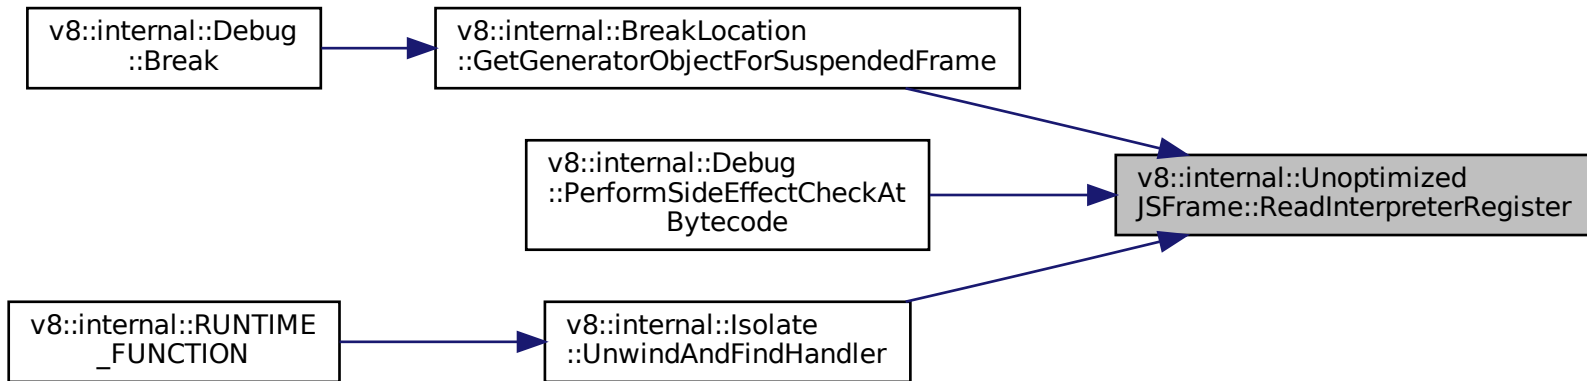 v8::internal::Debug
::Break
v8::internal::BreakLocation
::GetGeneratorObjectForSuspendedFrame
v8::internal::Debug
::PerformSideEffectCheckAt
Bytecode
v8::internal::Unoptimized
JSFrame::ReadInterpreterRegister
v8::internal::RUNTIME
_FUNCTION
v8::internal::Isolate
::UnwindAndFindHandler